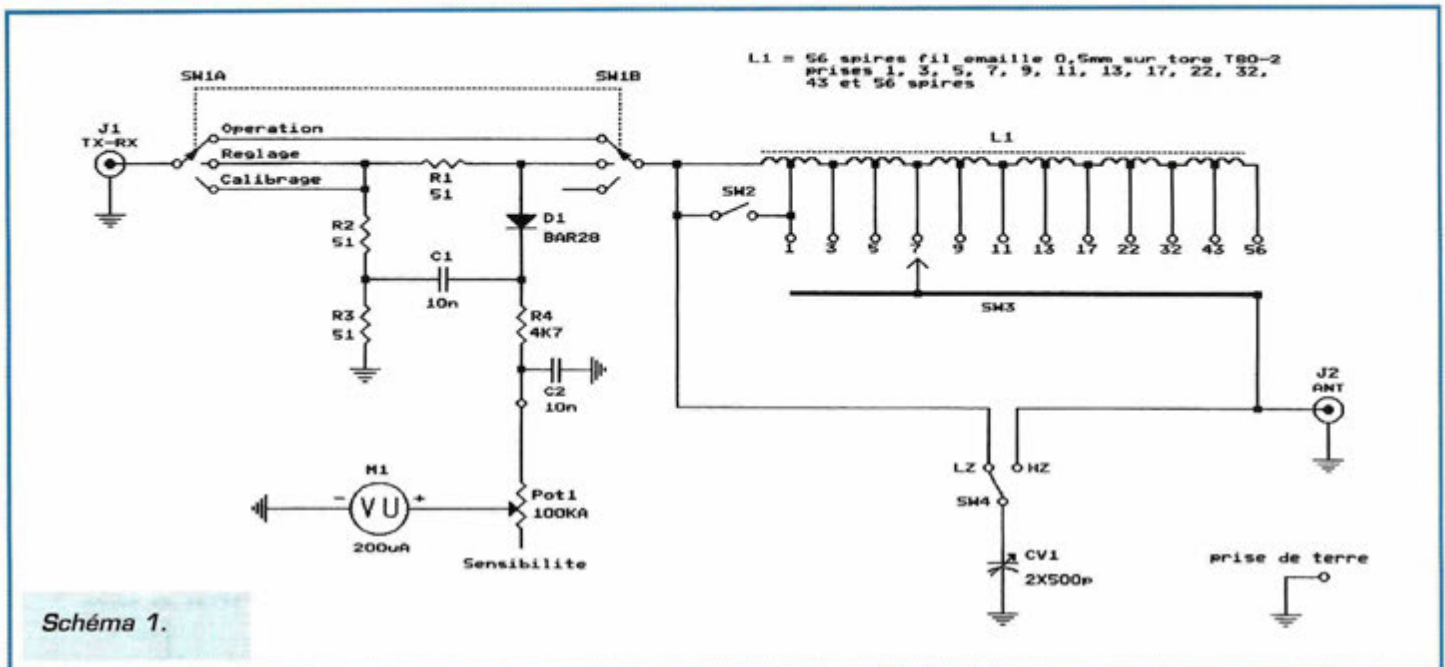 L1 = 56 spires fil emaille 0,5mm sur tore T80-2
prises 1, 3, 5, 7, 9, 11, 13, 17, 22, 32,
43 et 56 spires
SW1A
SW1B
J1
TX-RX
Operation
Reglage
Calibrage
R1
51
L1
SW2
R2
51
D1
BAR28
C1
10n
1 3 5 7 9 11 13 17 22 32 43 56
SW3
R3
51
R4
4K7
C2
10n
J2
ANT
LZ
HZ
SW4
M1
- VU +
200uA
Pot1
100KA
Sensibilite
CV1
2X500p
prise de terre
Schéma 1.